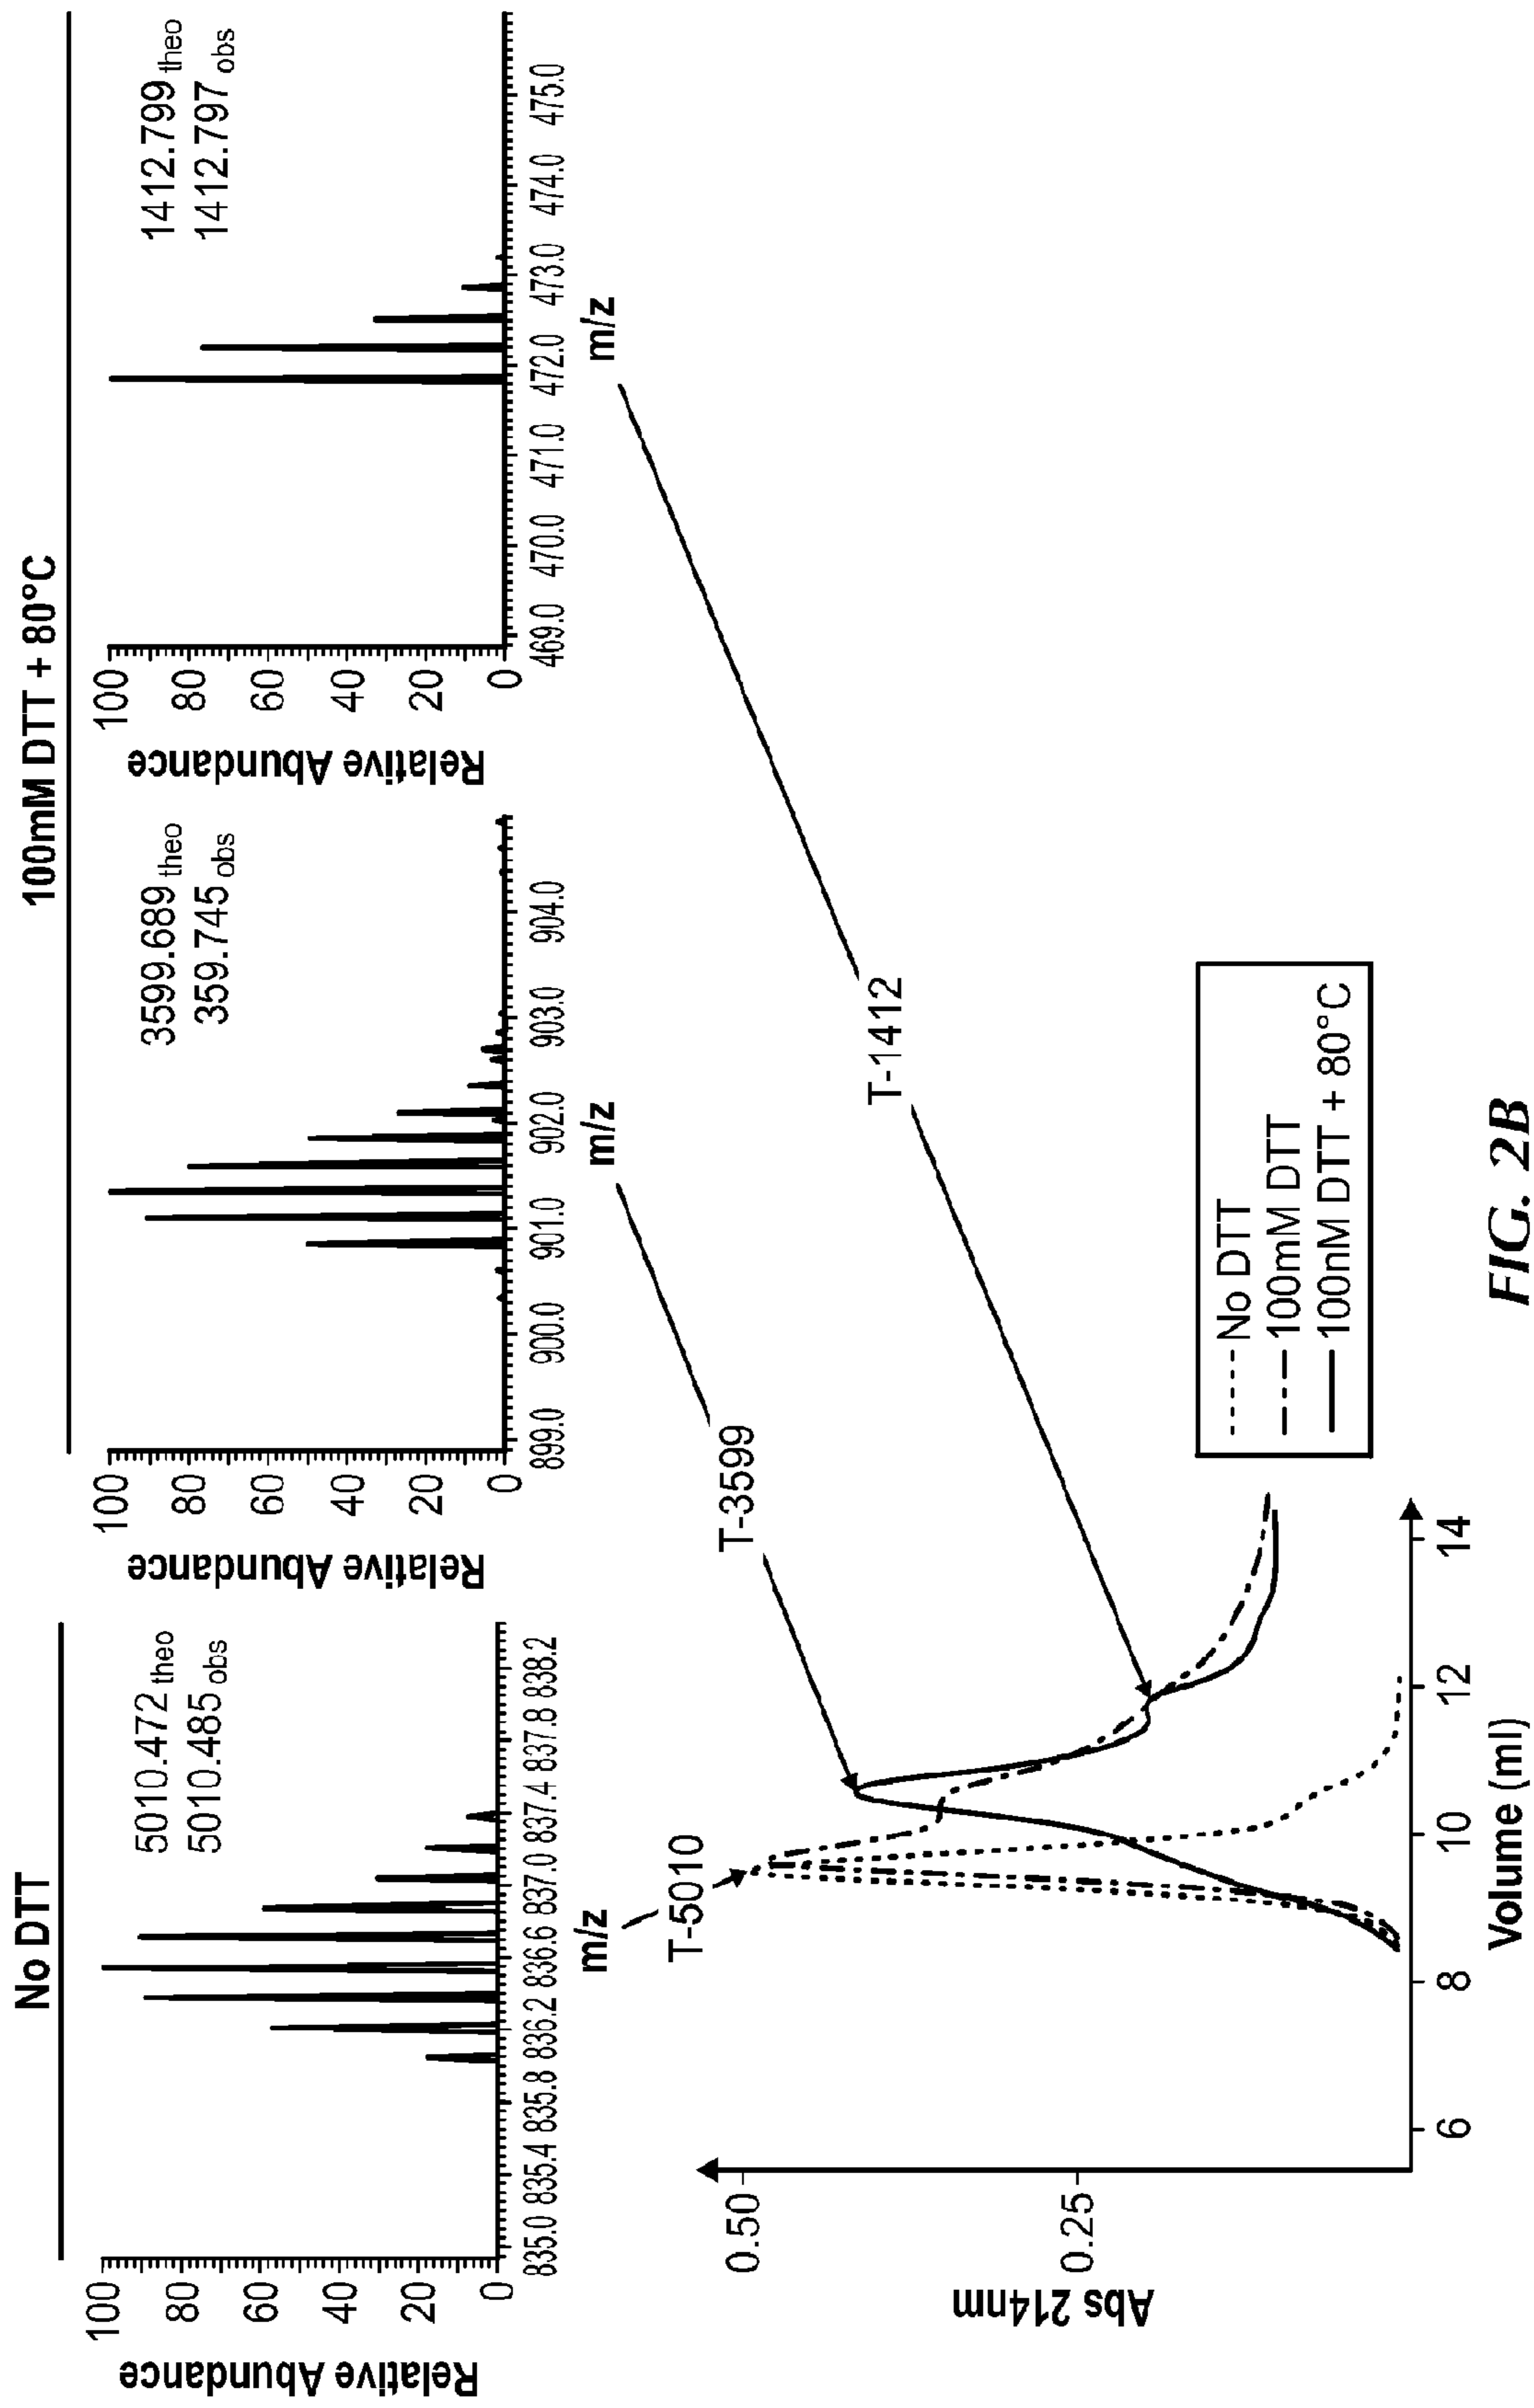 No DTT
100mM DTT + 80°C
5010.472 theo
5010.485 obs
Relative Abundance
100
80
60
40
20
0
835.0 835.4 835.8 836.2 836.6 837.0 837.4 837.8 838.2
m/z
3599.689 theo
359.745 obs
Relative Abundance
100
80
60
40
20
0
899.0 900.0 901.0 902.0 903.0 904.0
m/z
1412.799 theo
1412.797 obs
Relative Abundance
100
80
60
40
20
0
469.0 470.0 471.0 472.0 473.0 474.0 475.0
m/z
T-5010
T-3599
T-1412
Abs 214nm
0.50
0.25
6 8 10 12 14
Volume (ml)
No DTT
100mM DTT
100nM DTT + 80°C
FIG. 2B